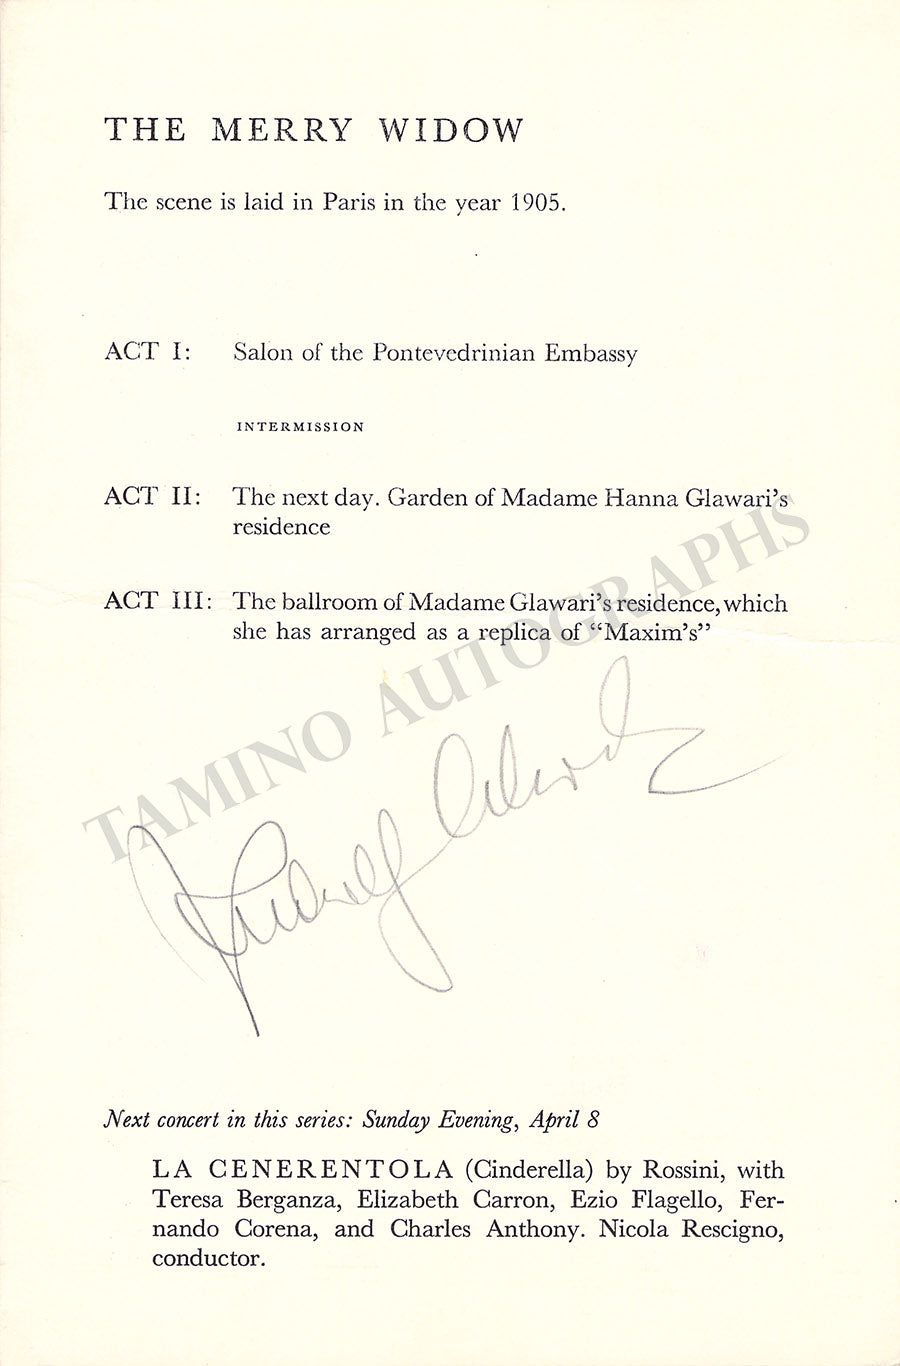 THE MERRY WIDOW
The scene is laid in Paris in the year 1905.
ACT I: Salon of the Pontevedrinian Embassy
INTERMISSION
ACT II: The next day. Garden of Madame Hanna Glawari's
residence
ACT III: The ballroom of Madame Glawari's residence, which
she has arranged as a replica of “Maxim's”
TAMINO AUTOGRAPHS
Next concert in this series: Sunday Evening, April 8
LA CENERENTOLA (Cinderella) by Rossini, with
Teresa Berganza, Elizabeth Carron, Ezio Flagello, Fer-
nando Corena, and Charles Anthony. Nicola Rescigno,
conductor.